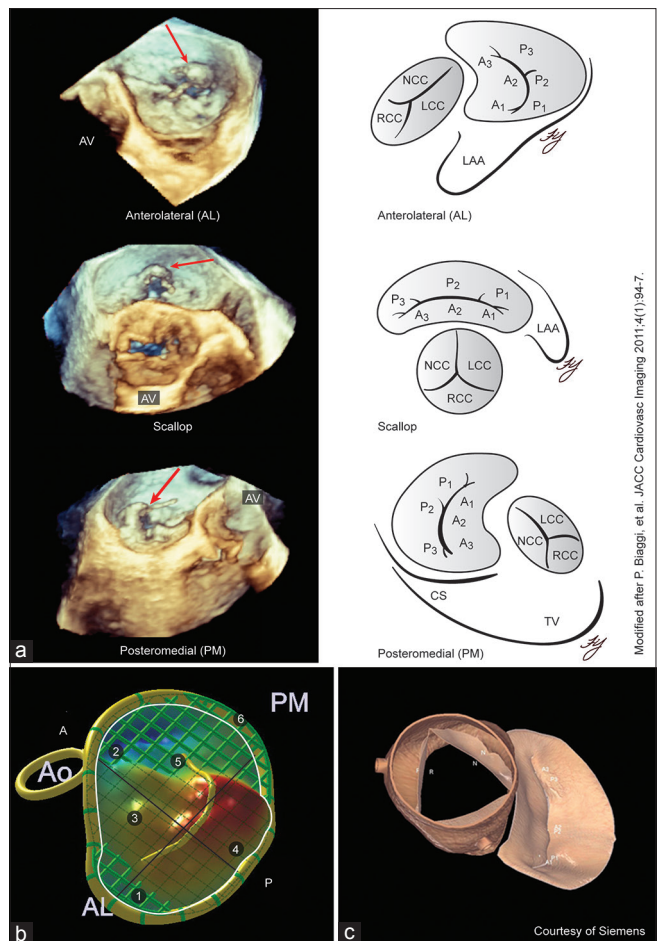 AV
Anterolateral (AL)
NCC
LCC
RCC
A3
A2
A1
P3
P2
P1
LAA
Anterolateral (AL)
AV
Scallop
P3
P2
P1
A3
A2
A1
LAA
NCC
LCC
RCC
Scallop
AV
Posteromedial (PM)
P1
P2
P3
A1
A2
A3
LCC
NCC
RCC
CS
TV
Posteromedial (PM)
Modified after P. Biaggi, et al. JACC Cardiovasc Imaging 2011;4(1):94-7.
a
PM
A
Ao
6
2
5
3
4
1
P
AL
b
R
N
c
Courtesy of Siemens